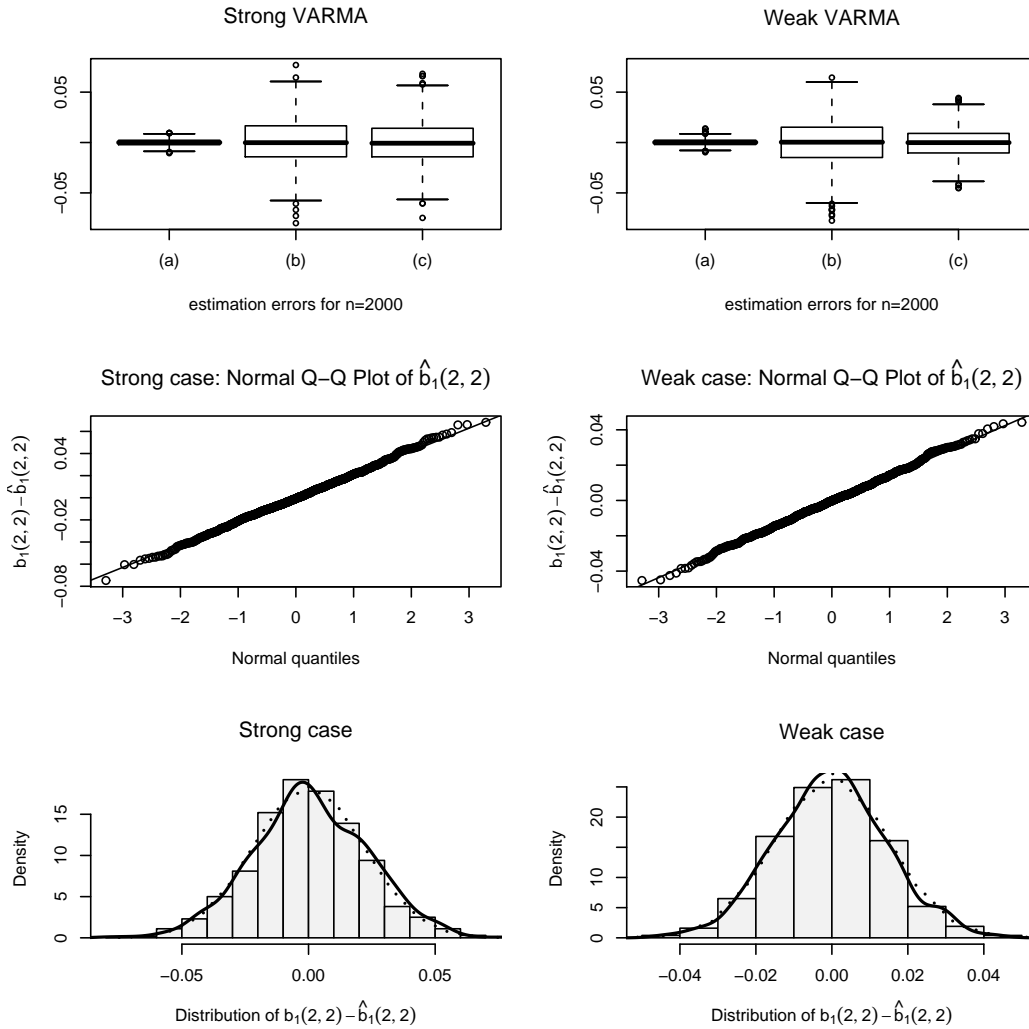 Strong VARMA
0.05
−0.05
(a) (b) (c)
estimation errors for n=2000
Weak VARMA
0.05
−0.05
(a) (b) (c)
estimation errors for n=2000
Strong case: Normal Q−Q Plot of b̂₁(2, 2)
b₁(2, 2) − b̂₁(2, 2)
0.04
−0.02
−0.08
−3 −2 −1 0 1 2 3
Normal quantiles
Weak case: Normal Q−Q Plot of b̂₁(2, 2)
b₁(2, 2) − b̂₁(2, 2)
0.04
0.00
−0.04
−3 −2 −1 0 1 2 3
Normal quantiles
Strong case
Density
15
10
5
0
−0.05 0.00 0.05
Distribution of b₁(2, 2) − b̂₁(2, 2)
Weak case
Density
20
10
5
0
−0.04 −0.02 0.00 0.02 0.04
Distribution of b₁(2, 2) − b̂₁(2, 2)